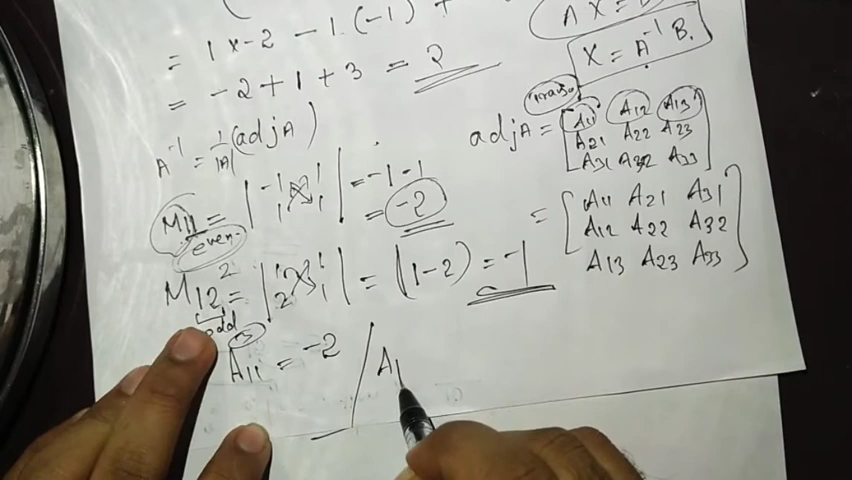 = 1 × -2 - 1 . (-1) +
= -2 + 1 + 3 = 2
A X =
X = A⁻¹ B.
A⁻¹ = 1/|A| (adj A)
adj A = [A11 A12 A13
A21 A22 A23
A31 A32 A33]
= [A11 A21 A31
A12 A22 A32
A13 A23 A33]
M11 = |-1 1
1 1| = -1 - 1
= -2
even
2
M12 = |1 1
2 1| = (1-2) = -1
odd
3
A11 = -2 / A1